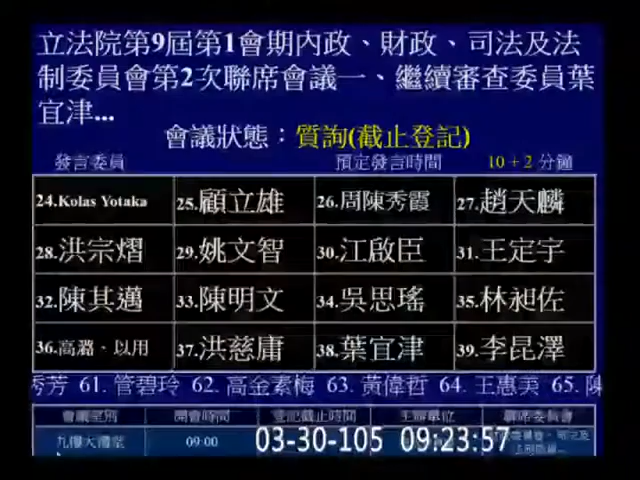 立法院第9屆第1會期內政、財政、司法及法
制委員會第2次聯席會議一、繼續審查委員葉
宜津...
會議狀態：質詢(截止登記)
發言委員 預定發言時間 10+2 分鐘
24.Kolas Yotaka 25.顧立雄 26.周陳秀霞 27.趙天麟
28.洪宗熠 29.姚文智 30.江啟臣 31.王定宇
32.陳其邁 33.陳明文 34.吳思瑤 35.林昶佐
36.高潞、以用 37.洪慈庸 38.葉宜津 39.李昆澤
秀芳 61. 管碧玲 62. 高金素梅 63. 黃偉哲 64. 王惠美 65. 陳
會議室別 開會時間 登記截止時間 主辦單位 聯席委員會
九樓大禮堂 09:00 03-30-105 09:23:57